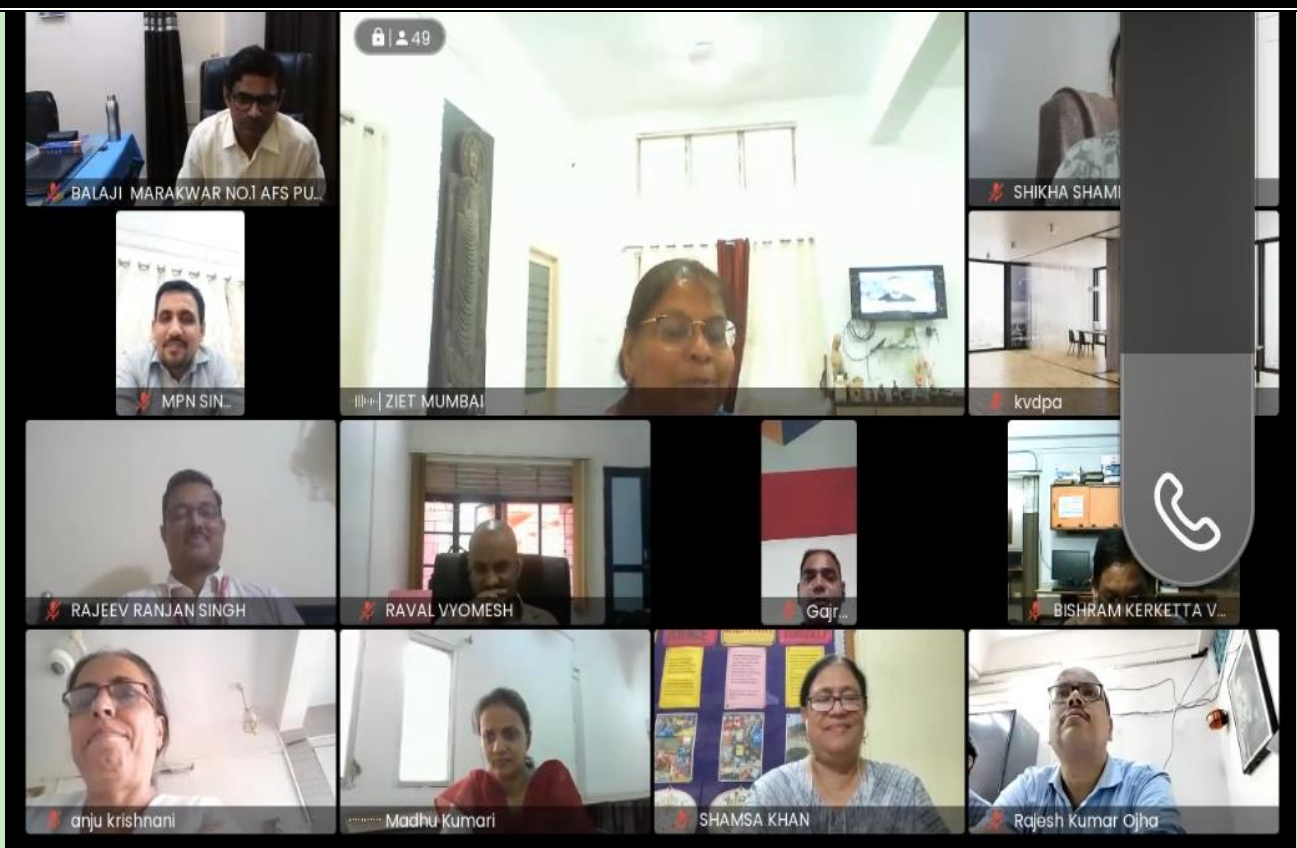 49
BALAJI MARAKWAR NO.1 AFS PU...
ZIET MUMBAI
SHIKHA SHAM
MPN SIN...
kvdpa
RAJEEV RANJAN SINGH
RAVAL VYOMESH
Gajr...
BISHRAM KERKETTA V...
anju krishnani
Madhu Kumari
SHAMSA KHAN
Rajesh Kumar Ojha